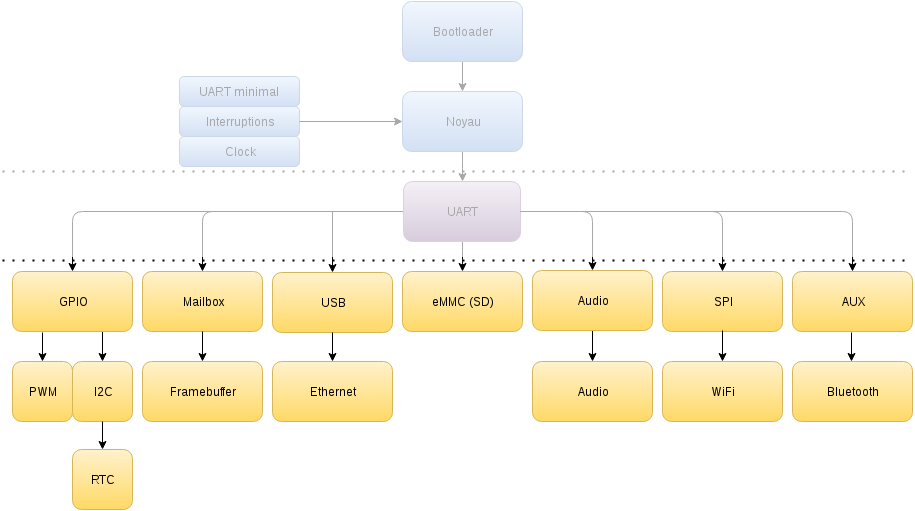 Bootloader
UART minimal
Interruptions
Noyau
Clock
UART
GPIO
Mailbox
USB
eMMC (SD)
Audio
SPI
AUX
PWM
I2C
Framebuffer
Ethernet
Audio
WiFi
Bluetooth
RTC